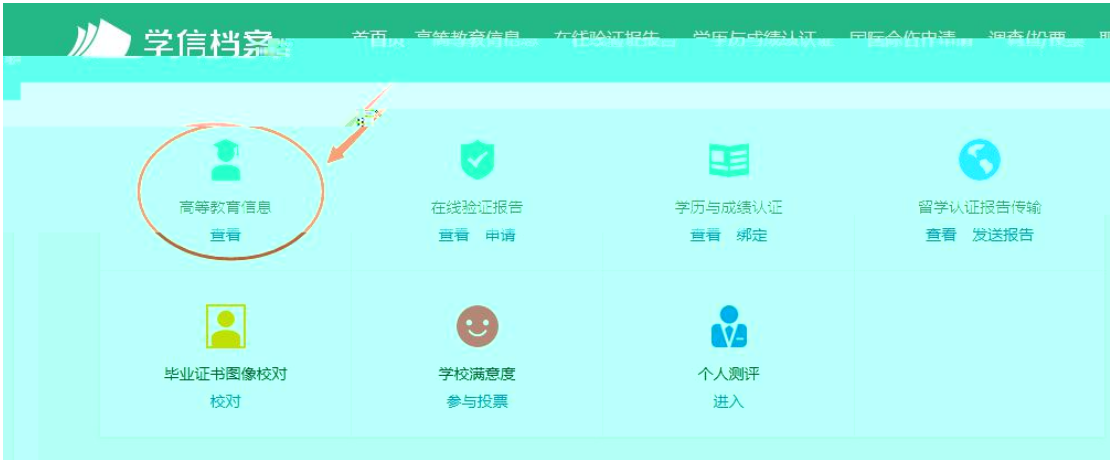 学信档案
首页 高等教育信息 在线验证报告 学历与成绩认证 国际合作申请 调查/投票
高等教育信息 在线验证报告 学历与成绩认证 留学认证报告传输
查看 查看 申请 查看 绑定 查看 发送报告
毕业证书图像校对 学校满意度 个人测评
校对 参与投票 进入